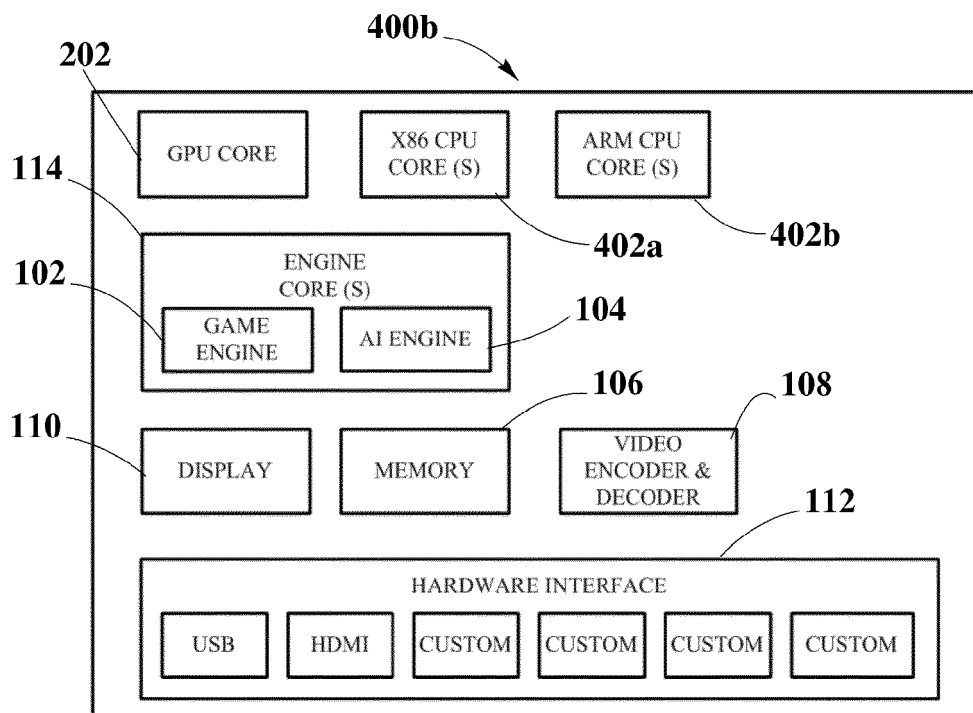 400b
202
GPU CORE
X86 CPU
CORE (S)
ARM CPU
CORE (S)
114
402a
402b
ENGINE
CORE (S)
102
GAME
ENGINE
AI ENGINE
104
106
108
110
DISPLAY
MEMORY
VIDEO
ENCODER &
DECODER
112
HARDWARE INTERFACE
USB
HDMI
CUSTOM
CUSTOM
CUSTOM
CUSTOM